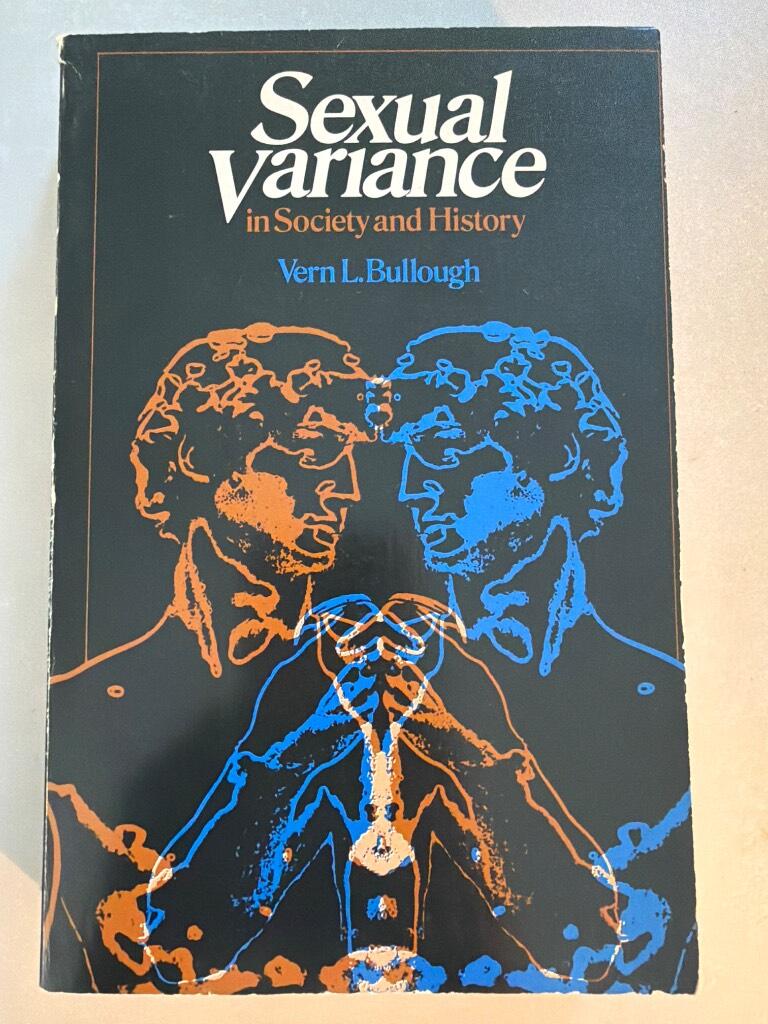 Sexual
Variance
in Society and History
Vern L. Bullough